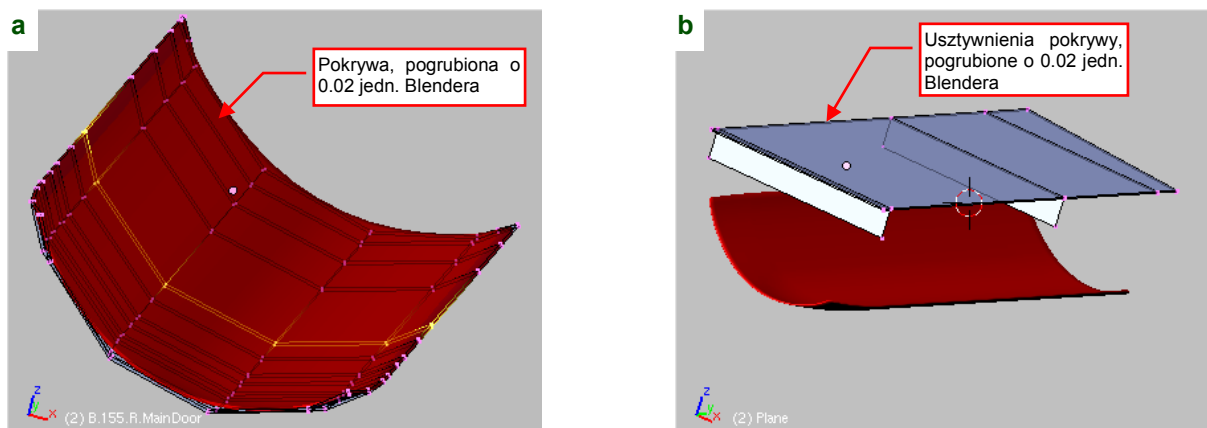 a
Pokrywa, pogrubiona o
0.02 jedn. Blendera
z
y
x
(2) B.155.R.MainDoor
b
Usztywnienia pokrywy,
pogrubione o 0.02 jedn.
Blendera
z
y
x
(2) Plane